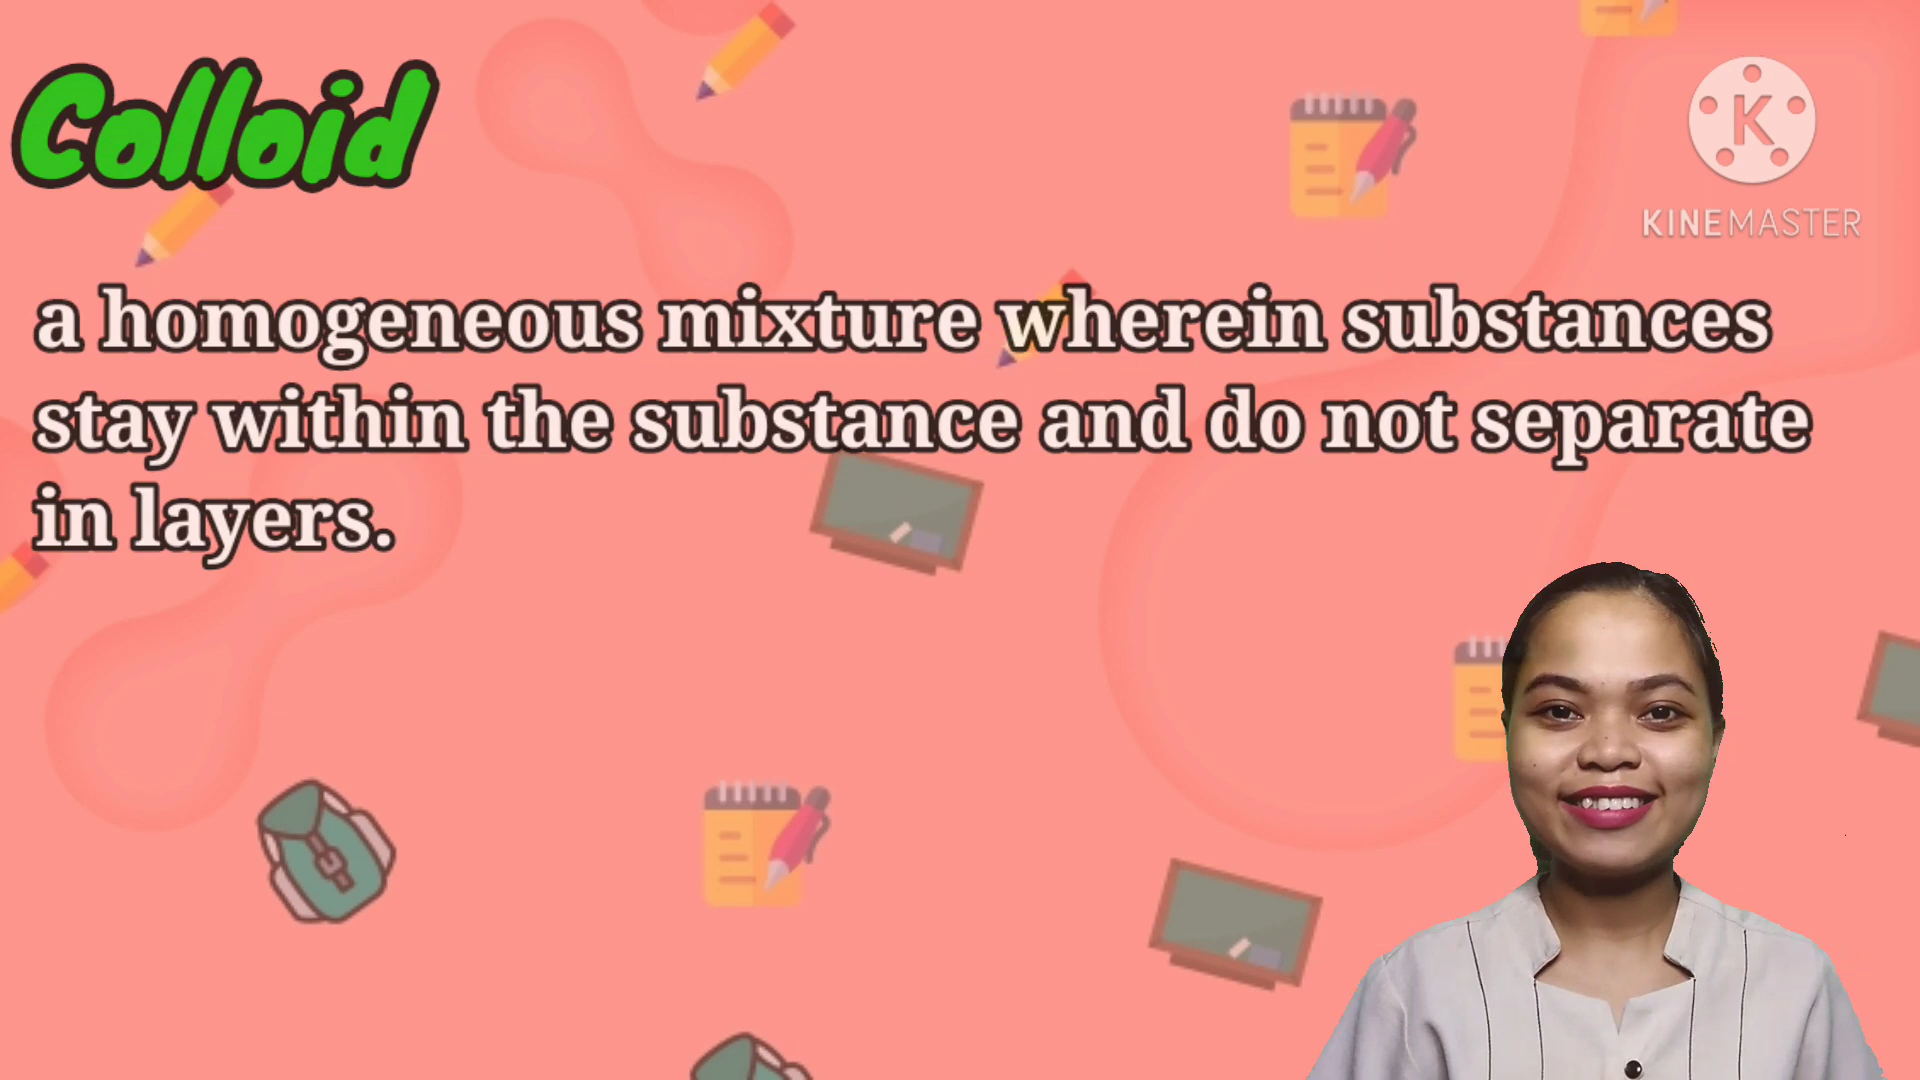 Colloid
KINEMASTER
a homogeneous mixture wherein substances
stay within the substance and do not separate
in layers.